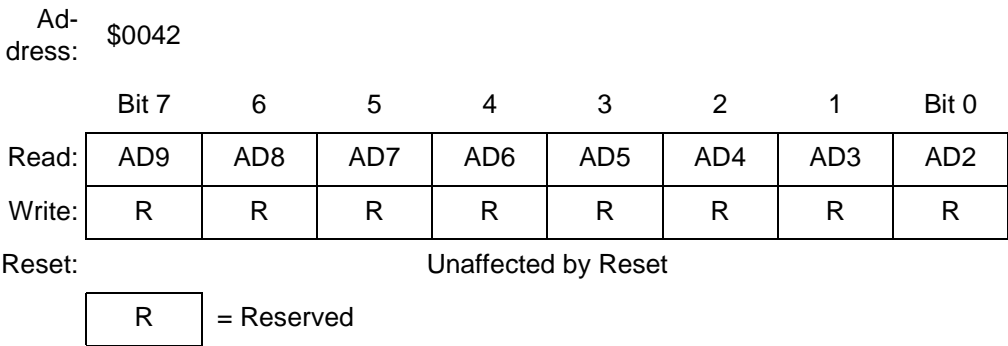 Ad-
dress: $0042
Bit 7 6 5 4 3 2 1 Bit 0
Read: AD9 AD8 AD7 AD6 AD5 AD4 AD3 AD2
Write: R R R R R R R R
Reset: Unaffected by Reset
R = Reserved